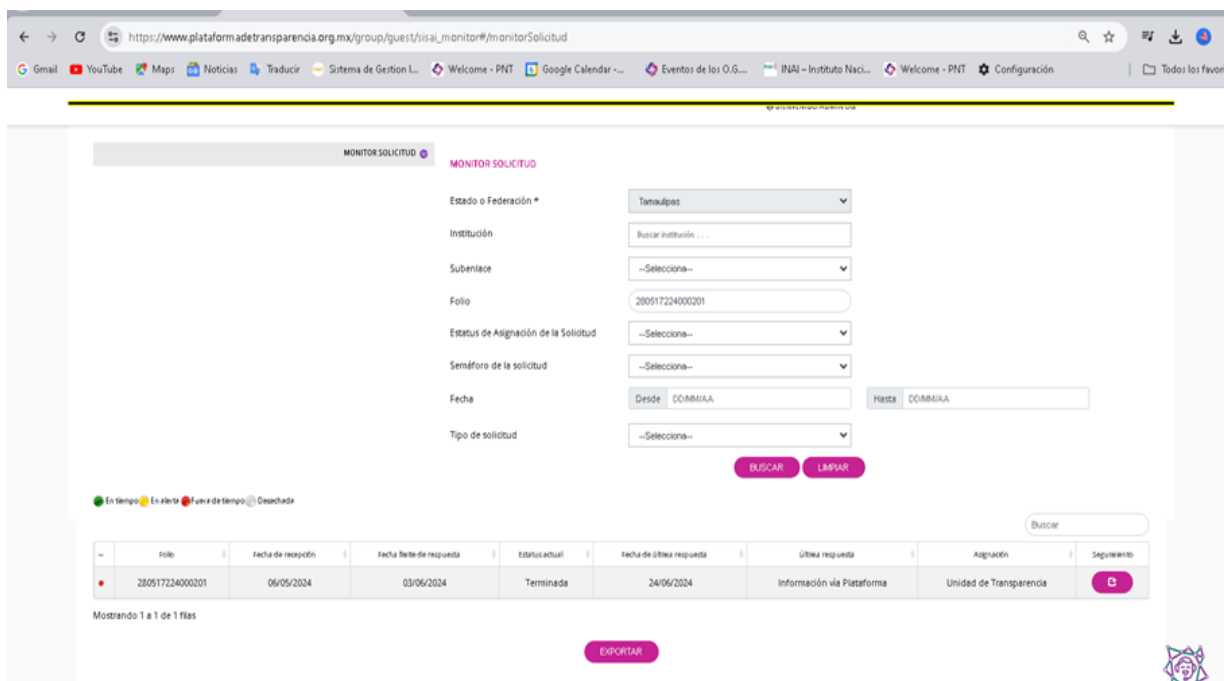 https://www.plataformadetransparencia.org.mx/group/guest/sisai_monitor#/monitorSolicitud
Gmail YouTube Maps Noticias Traducir Sistema de Gestion I... Welcome - PNT Google Calendar -... Eventos de los O.G.... INAI – Instituto Naci... Welcome - PNT Configuración Todos los favor
MONITOR SOLICITUD
MONITOR SOLICITUD
Estado o Federación * Tamaulipas
Institución Buscar institución . . .
Subenlace --Selecciona--
Folio 280517224000201
Estatus de Asignación de la Solicitud --Selecciona--
Semáforo de la solicitud --Selecciona--
Fecha Desde DD/MM/AA Hasta DD/MM/AA
Tipo de solicitud --Selecciona--
BUSCAR LIMPIAR
En tiempo En alerta Fuera de tiempo Desechada
Buscar
Folio Fecha de recepción Fecha límite de respuesta Estatus actual Fecha de última respuesta Última respuesta Asignación Seguimiento
280517224000201 06/05/2024 03/06/2024 Terminada 24/06/2024 Información vía Plataforma Unidad de Transparencia
Mostrando 1 a 1 de 1 filas
EXPORTAR